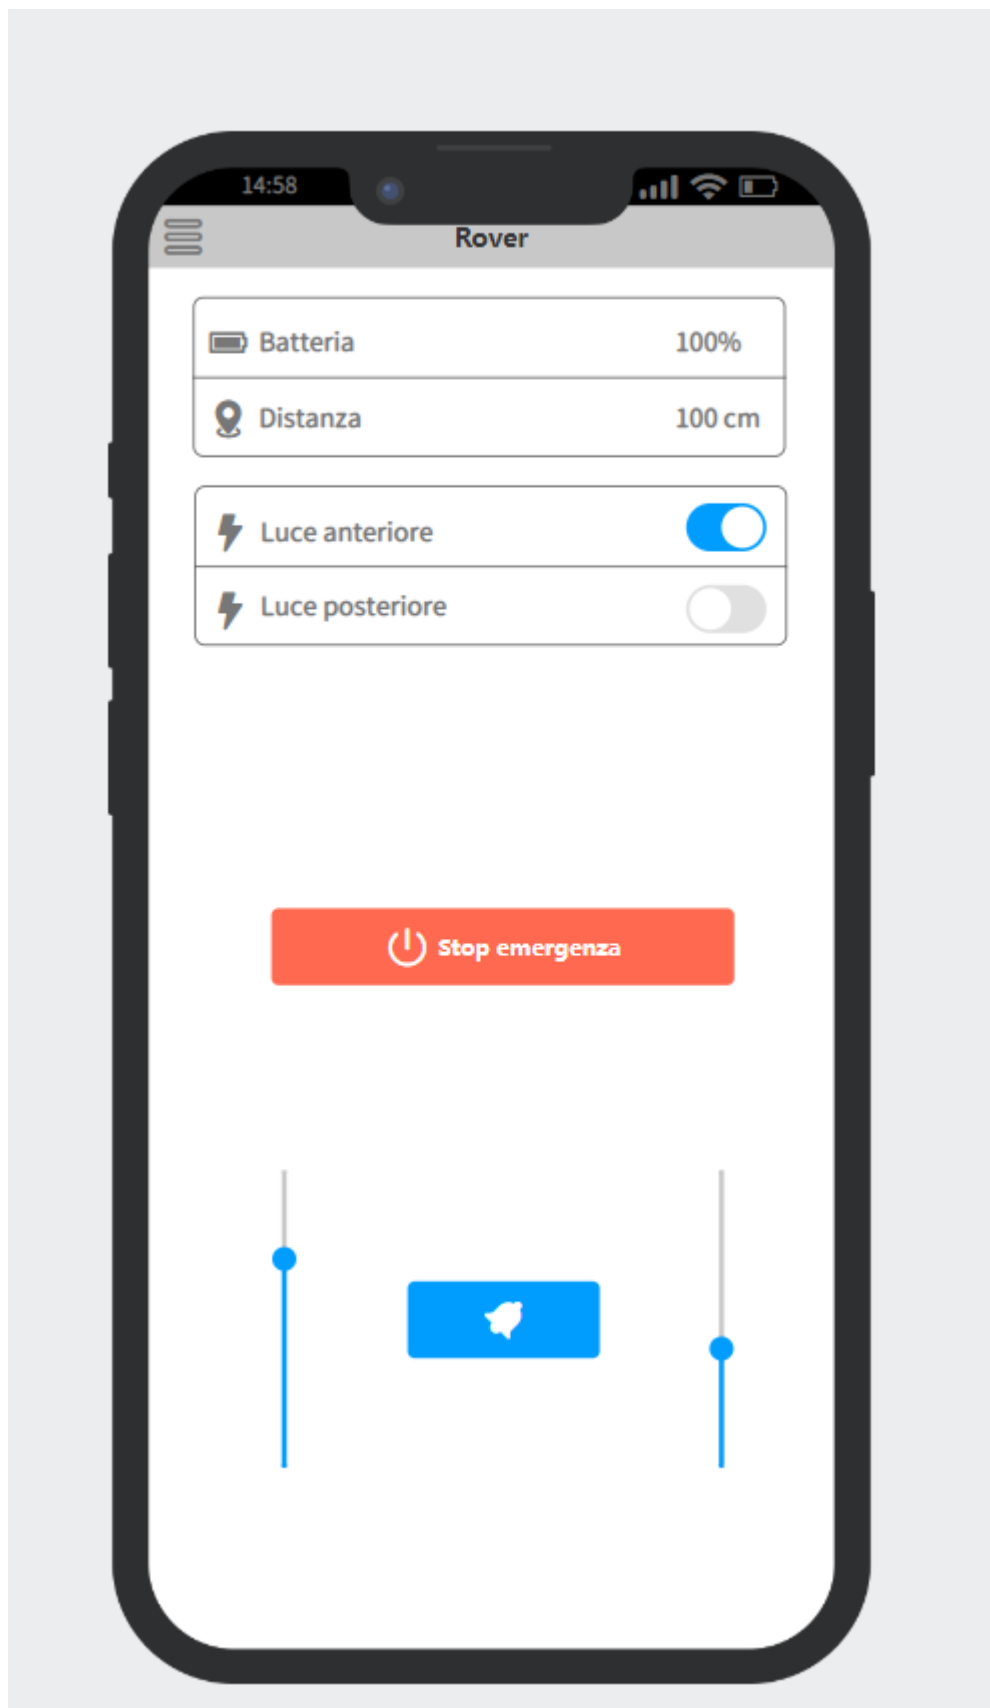 14:58
Rover
Batteria 100%
Distanza 100 cm
Luce anteriore
Luce posteriore
Stop emergenza